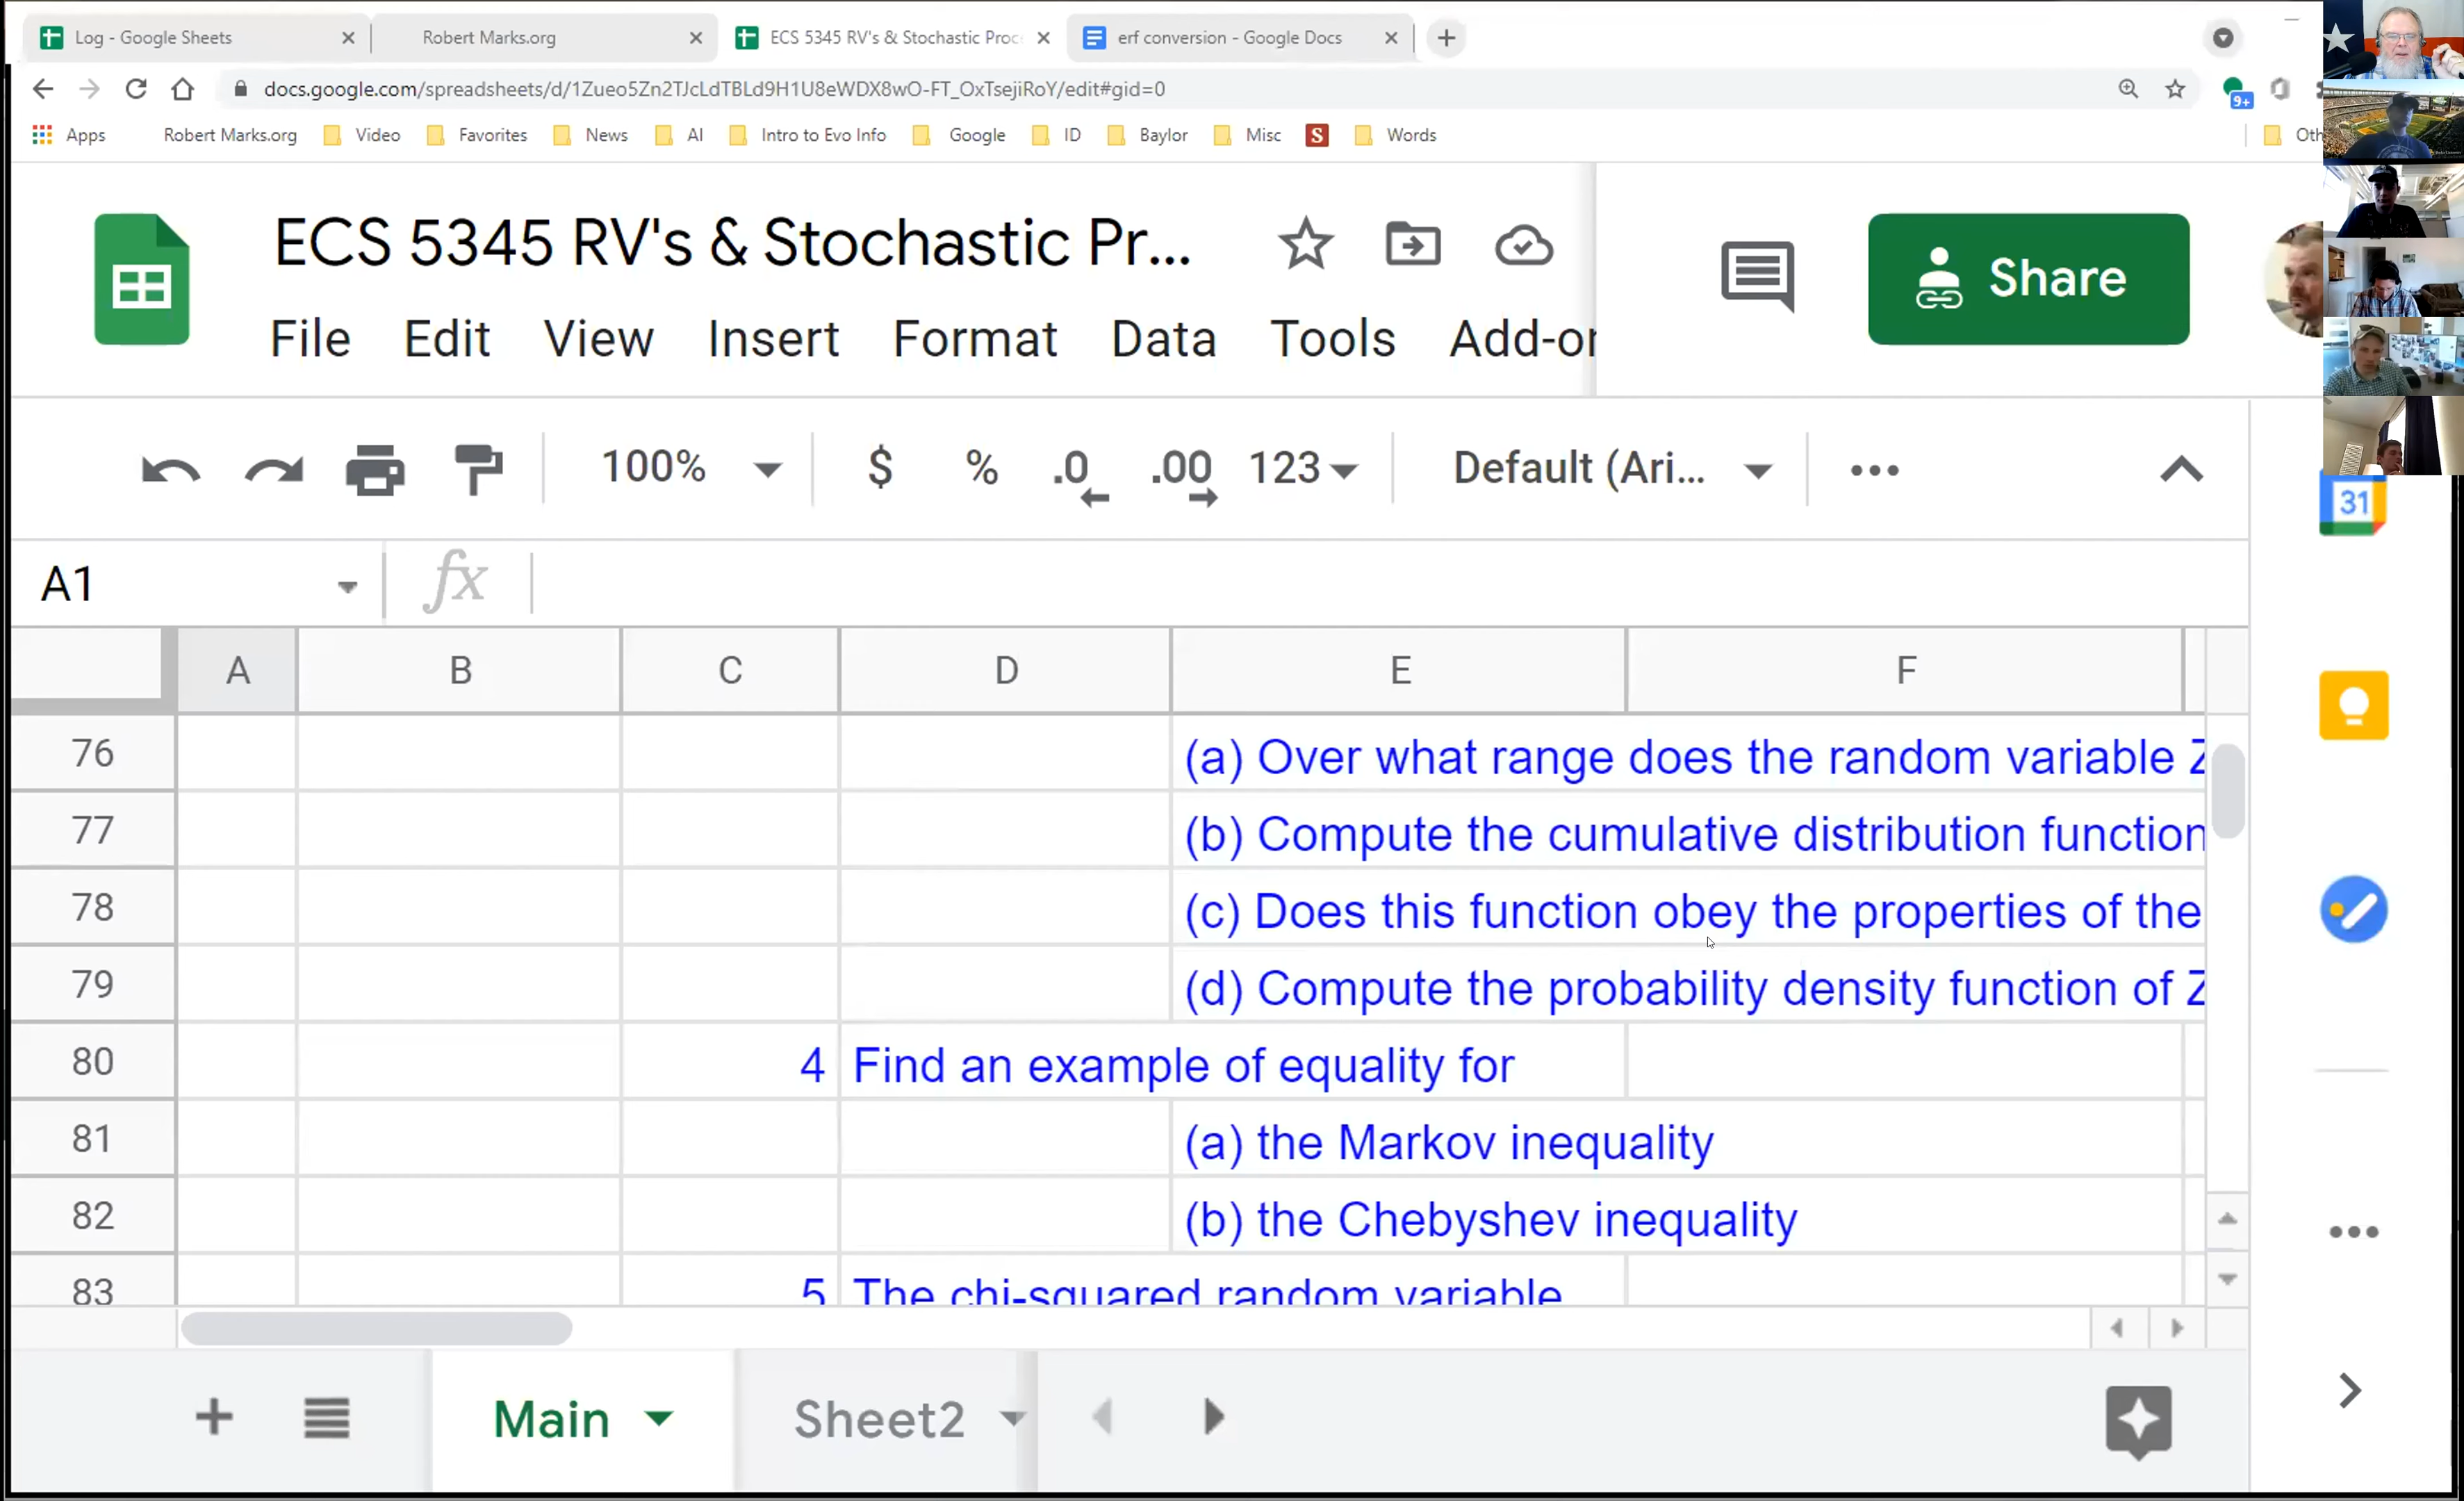 Log - Google Sheets
Robert Marks.org
ECS 5345 RV's & Stochastic Proc
erf conversion - Google Docs
docs.google.com/spreadsheets/d/1Zueo5Zn2TJcLdTBLd9H1U8eWDX8wO-FT_OxTsejiRoY/edit#gid=0
9+
Apps
Robert Marks.org
Video
Favorites
News
AI
Intro to Evo Info
Google
ID
Baylor
Misc
S
Words
Oth
ECS 5345 RV's & Stochastic Pr...
Share
File Edit View Insert Format Data Tools Add-or
100% $ % .0 .00 123 Default (Ari...
31
A1 fx
A B C D E F
76 (a) Over what range does the random variable Z
77 (b) Compute the cumulative distribution function
78 (c) Does this function obey the properties of the
79 (d) Compute the probability density function of Z
80 4 Find an example of equality for
81 (a) the Markov inequality
82 (b) the Chebyshev inequality
83 5 The chi-squared random variable
Main Sheet2